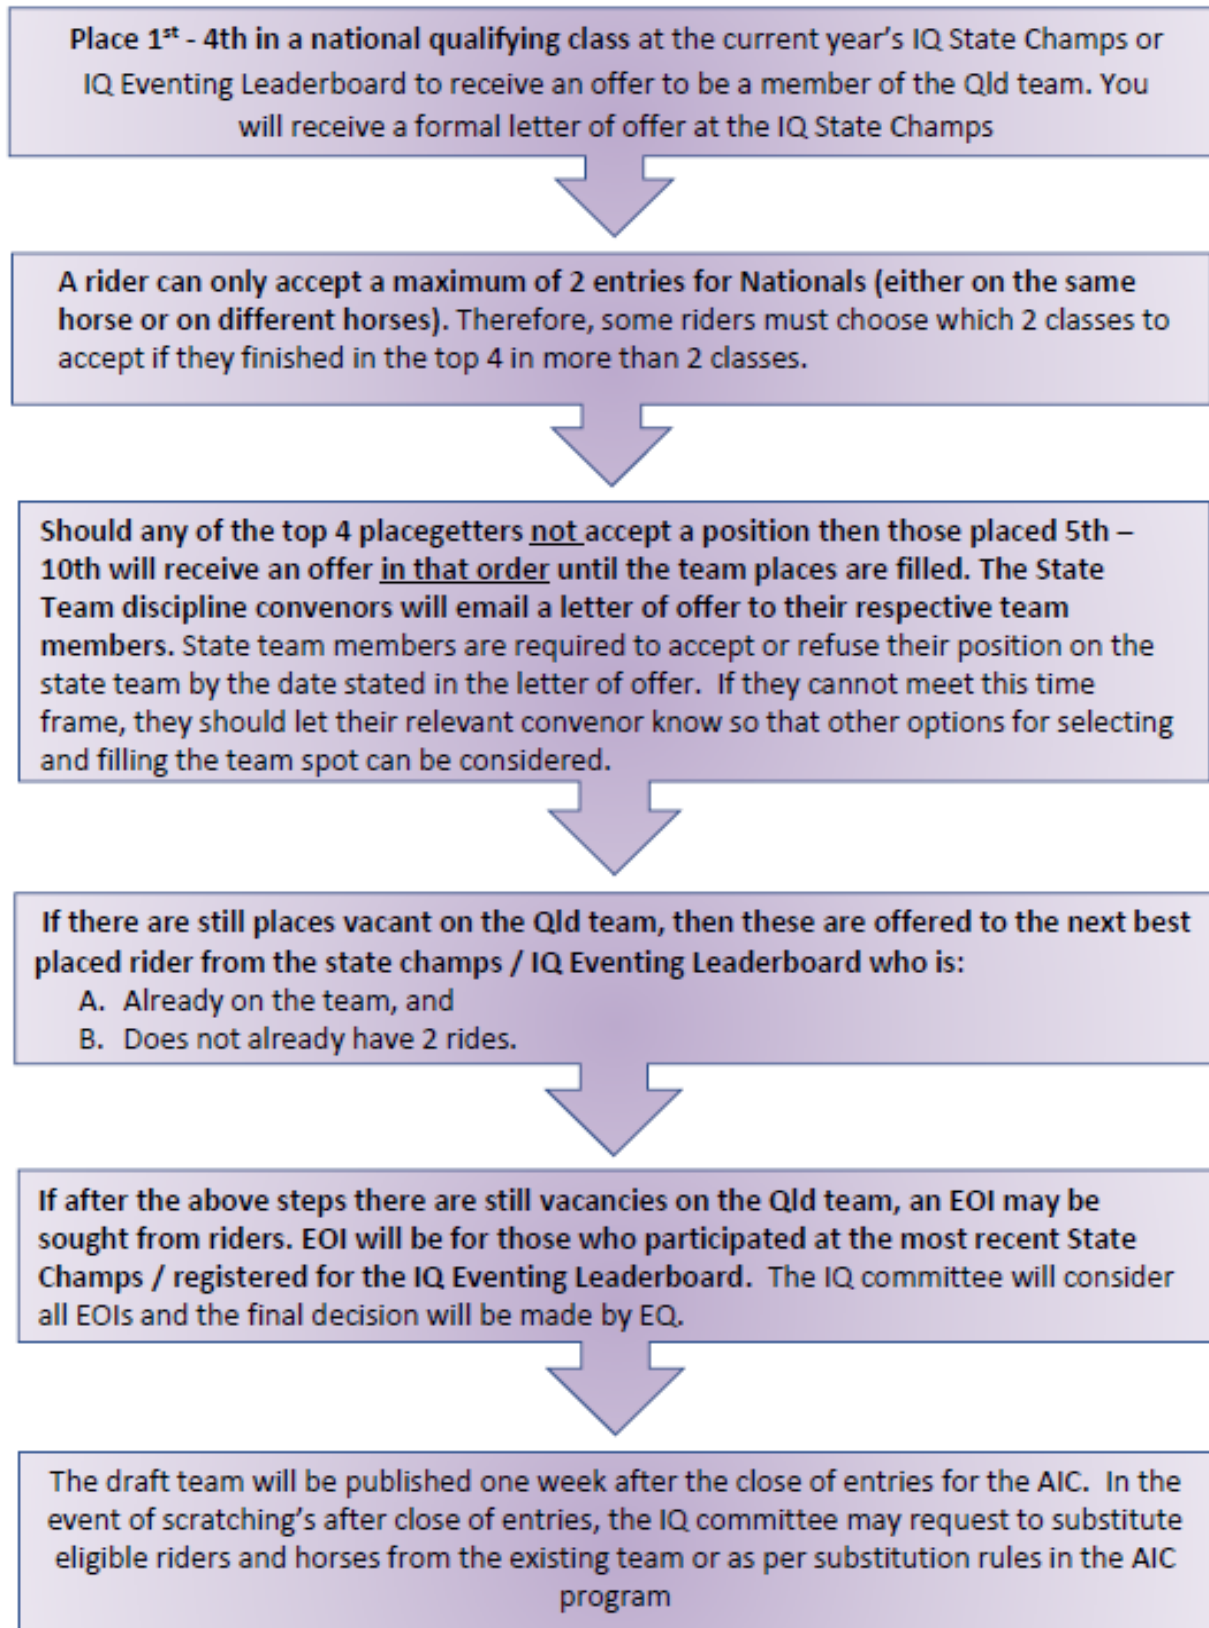 Place 1st - 4th in a national qualifying class at the current year's IQ State Champs or
IQ Eventing Leaderboard to receive an offer to be a member of the Qld team. You
will receive a formal letter of offer at the IQ State Champs
A rider can only accept a maximum of 2 entries for Nationals (either on the same
horse or on different horses). Therefore, some riders must choose which 2 classes to
accept if they finished in the top 4 in more than 2 classes.
Should any of the top 4 placegetters not accept a position then those placed 5th –
10th will receive an offer in that order until the team places are filled. The State
Team discipline convenors will email a letter of offer to their respective team
members. State team members are required to accept or refuse their position on the
state team by the date stated in the letter of offer.  If they cannot meet this time
frame, they should let their relevant convenor know so that other options for selecting
and filling the team spot can be considered.
If there are still places vacant on the Qld team, then these are offered to the next best
placed rider from the state champs / IQ Eventing Leaderboard who is:
A. Already on the team, and
B. Does not already have 2 rides.
If after the above steps there are still vacancies on the Qld team, an EOI may be
sought from riders. EOI will be for those who participated at the most recent State
Champs / registered for the IQ Eventing Leaderboard.  The IQ committee will consider
all EOIs and the final decision will be made by EQ.
The draft team will be published one week after the close of entries for the AIC.  In the
event of scratching's after close of entries, the IQ committee may request to substitute
eligible riders and horses from the existing team or as per substitution rules in the AIC
program